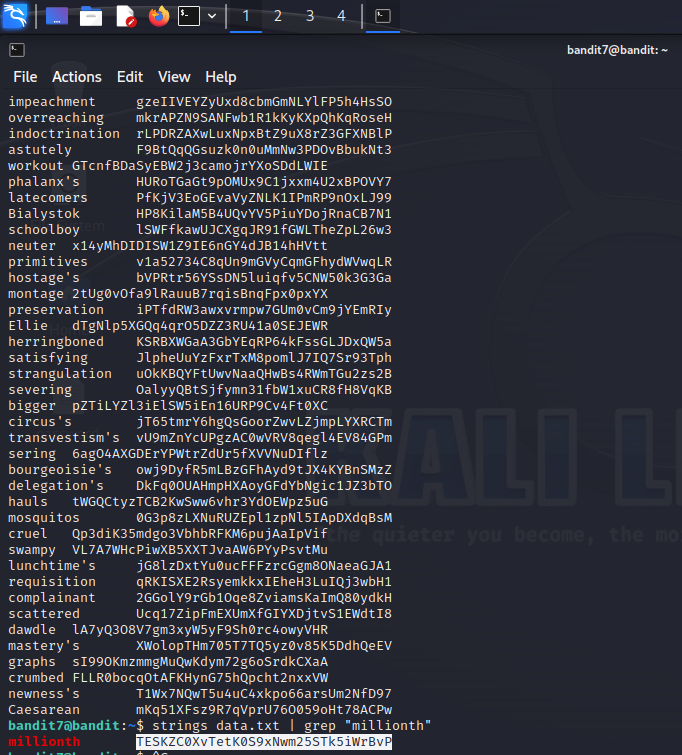 1 2 3 4
bandit7@bandit: ~
File Actions Edit View Help
impeachment gzeIIVEYZyUxd8cbmGmNLYlFP5h4HsSO
overreaching mkrAPZN9SANFwb1R1kKyKXpQhKqRoseH
indoctrination rLPDRZAXwLuxNpxBtZ9uX8rZ3GFXNBlP
astutely F9BtQqQGsuzk0n0uMmNw3PDOvBbukNt3
workout GTcnfBDaSyEBW2j3camojrYXoSDdLWIE
phalanx's HURoTGaGt9pOMUx9C1jxxm4U2xBPOVY7
latecomers PfKjV3EoGEvaVyZNLK1IPmRP9nOxLJ99
Bialystok HP8KilaM5B4UQvYV5PiuYDojRnaCB7N1
schoolboy lSWFfkawUJCXgqJR91fGWLTheZpL26w3
neuter x14yMhDIDISW1Z9IE6nGY4dJB14hHVtt
primitives v1a52734C8qUn9mGVyCqmGFhydWVwqLR
hostage's bVPRtr56YSsDN5luiqfv5CNW50k3G3Ga
montage 2tUg0vOfa9lRauuB7rqisBnqFpx0pxYX
preservation iPTfdRW3awxvrmpw7GUm0vCm9jYEmRIy
Ellie dTgNlp5XGQq4qrO5DZZ3RU41a0SEJEWR
herringboned KSRBXWGaA3GbYEqRP64kFssGLJDxQW5a
satisfying JlpheUuYzFxrTxM8pomlJ7IQ7Sr93Tph
strangulation uOkKBQYFtUwvNaaQHwBs4RWmTGu2zs2B
severing OalyyQBtSjfymn31fbW1xuCR8fH8VqKB
bigger pZTiLYZl3iElSW5iEn16URP9Cv4Ft0XC
circus's jT65tmrY6hgQsGoorZwvLZjmpLYXRCTm
transvestism's vU9mZnYcUPgzAC0wVRV8qegl4EV84GPm
sering 6agO4AXGDErYPWtrZdUr5fXVVNuDIflz
bourgeoisie's owj9DyfR5mLBzGFhAyd9tJX4KYBnSMzZ
delegation's DkFq0OUAHmpHXAoyGFdYbNgic1JZ3bTO
hauls tWGQCtyzTCB2KwSww6vhr3YdOEWpz5uG
mosquitos 0G3p8zLXNuRUZEpl1zpNl5IApDXdqBsM
cruel Qp3diK35mdgo3VbhbRFKM6pujAaIpVif
swampy VL7A7WHcPiwXB5XXTJvaAW6PYyPsvtMu
lunchtime's jG8lzDxtYu0ucFFFzrcGgm8ONaeaGJA1
requisition qRKISXE2RsyemkkxIEheH3LuIQj3wbH1
complainant 2GGolY9rGb1Oqe8ZviamsKaImQ80ydkH
scattered Ucq17ZipFmEXUmXfGIYXDjtvS1EWdtI8
dawdle lA7yQ3O8V7gm3xyW5yF9Sh0rc4owyVHR
mastery's XWolopTHm705T7TQ5yz0v85K5DdhQeEV
graphs sI99OKmzmmgMuQwKdym72g6oSrdkCXaA
crumbed FLLR0bocqOtAFKHynG75hQpcht2nxxVW
newness's T1Wx7NQwT5u4uC4xkpo66arsUm2NfD97
Caesarean mKq51XFsz9R7qVprU76O059oHt78ACPw
bandit7@bandit:~$ strings data.txt | grep "millionth"
millionth TESKZC0XvTetK0S9xNwm25STk5iWrBvP
bandit7@bandit:~$ ^C
KALI L
the quieter you become, the mo